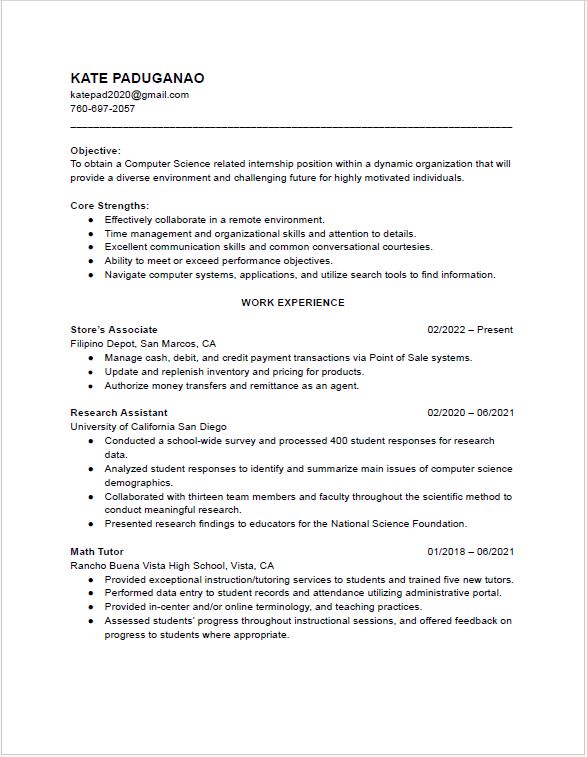 KATE PADUGANAO
katepad2020@gmail.com
760-697-2057
Objective:
To obtain a Computer Science related internship position within a dynamic organization that will
provide a diverse environment and challenging future for highly motivated individuals.
Core Strengths:
● Effectively collaborate in a remote environment.
● Time management and organizational skills and attention to details.
● Excellent communication skills and common conversational courtesies.
● Ability to meet or exceed performance objectives.
● Navigate computer systems, applications, and utilize search tools to find information.
WORK EXPERIENCE
Store's Associate 02/2022 – Present
Filipino Depot, San Marcos, CA
● Manage cash, debit, and credit payment transactions via Point of Sale systems.
● Update and replenish inventory and pricing for products.
● Authorize money transfers and remittance as an agent.
Research Assistant 02/2020 – 06/2021
University of California San Diego
● Conducted a school-wide survey and processed 400 student responses for research
data.
● Analyzed student responses to identify and summarize main issues of computer science
demographics.
● Collaborated with thirteen team members and faculty throughout the scientific method to
conduct meaningful research.
● Presented research findings to educators for the National Science Foundation.
Math Tutor 01/2018 – 06/2021
Rancho Buena Vista High School, Vista, CA
● Provided exceptional instruction/tutoring services to students and trained five new tutors.
● Performed data entry to student records and attendance utilizing administrative portal.
● Provided in-center and/or online terminology, and teaching practices.
● Assessed students' progress throughout instructional sessions, and offered feedback on
progress to students where appropriate.